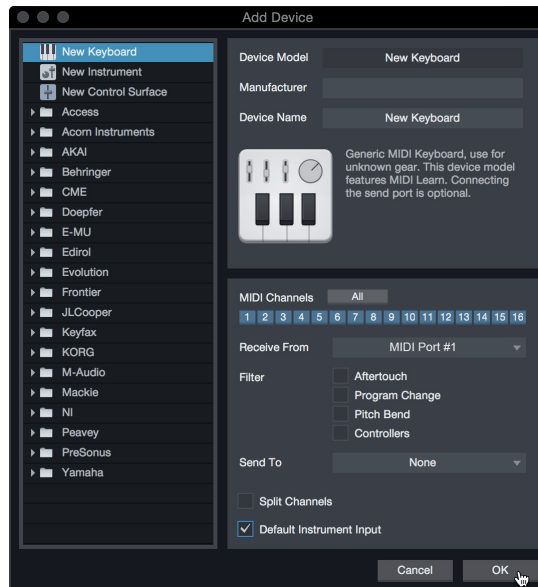 Add Device
New Keyboard
New Instrument
New Control Surface
Access
Acorn Instruments
AKAI
Behringer
CME
Doepfer
E-MU
Edirol
Evolution
Frontier
JLCooper
Keyfax
KORG
M-Audio
Mackie
NI
Peavey
PreSonus
Yamaha
Device Model New Keyboard
Manufacturer
Device Name New Keyboard
Generic MIDI Keyboard, use for
unknown gear. This device model
features MIDI Learn. Connecting
the send port is optional.
MIDI Channels All
1 2 3 4 5 6 7 8 9 10 11 12 13 14 15 16
Receive From MIDI Port #1
Filter Aftertouch
Program Change
Pitch Bend
Controllers
Send To None
Split Channels
Default Instrument Input
Cancel OK